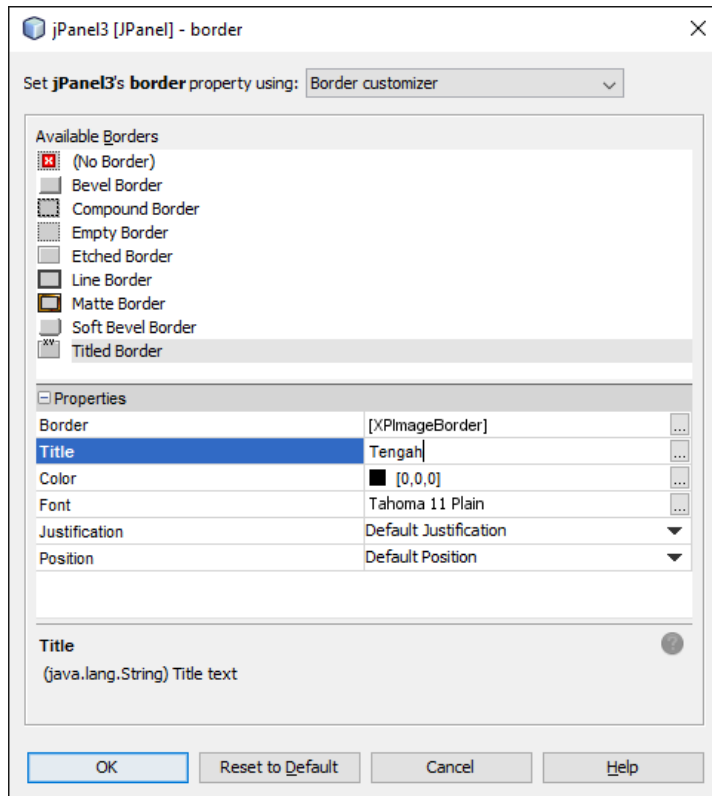 jPanel3 [JPanel] - border
Set jPanel3's border property using: Border customizer
Available Borders
(No Border)
Bevel Border
Compound Border
Empty Border
Etched Border
Line Border
Matte Border
Soft Bevel Border
XY Titled Border
Properties
Border [XPImageBorder] ...
Title Tengah ...
Color [0,0,0] ...
Font Tahoma 11 Plain ...
Justification Default Justification
Position Default Position
Title ?
(java.lang.String) Title text
OK Reset to Default Cancel Help